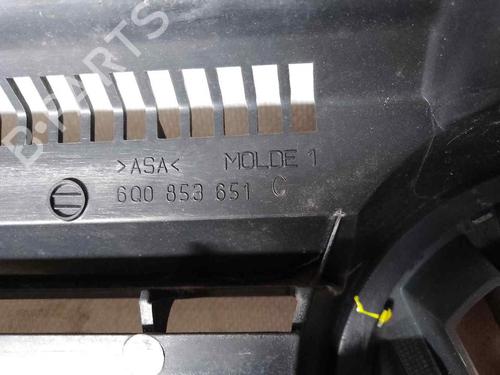 B-PARTS
>ASA< MOLDE 1
6Q0 853 651 C